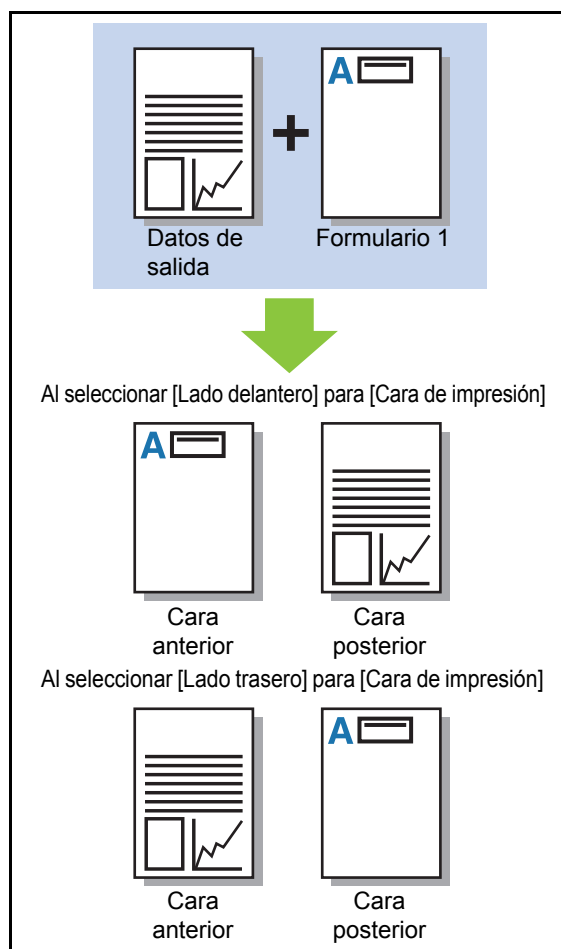 A
+
Datos de
salida
Formulario 1
Al seleccionar [Lado delantero] para [Cara de impresión]
A
Cara
anterior
Cara
posterior
Al seleccionar [Lado trasero] para [Cara de impresión]
A
Cara
anterior
Cara
posterior